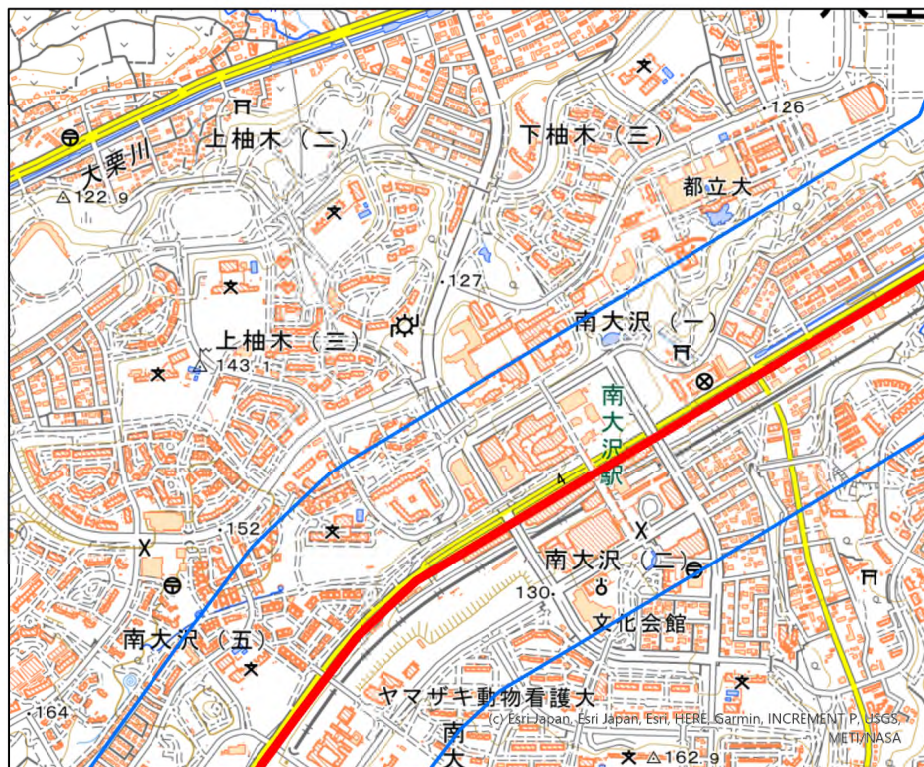 126
上柚木（二）
下柚木（三）
大栗川
都立大
122.9
127
南大沢（一）
上柚木（三）
143.1
南大沢駅
4
152
南大沢（二）
130
文化会館
南大沢（五）
ヤマザキ動物看護大
164
南大
162.9
(c) Esri Japan, Esri Japan, Esri, HERE, Garmin, INCREMENT P, USGS,
METI/NASA